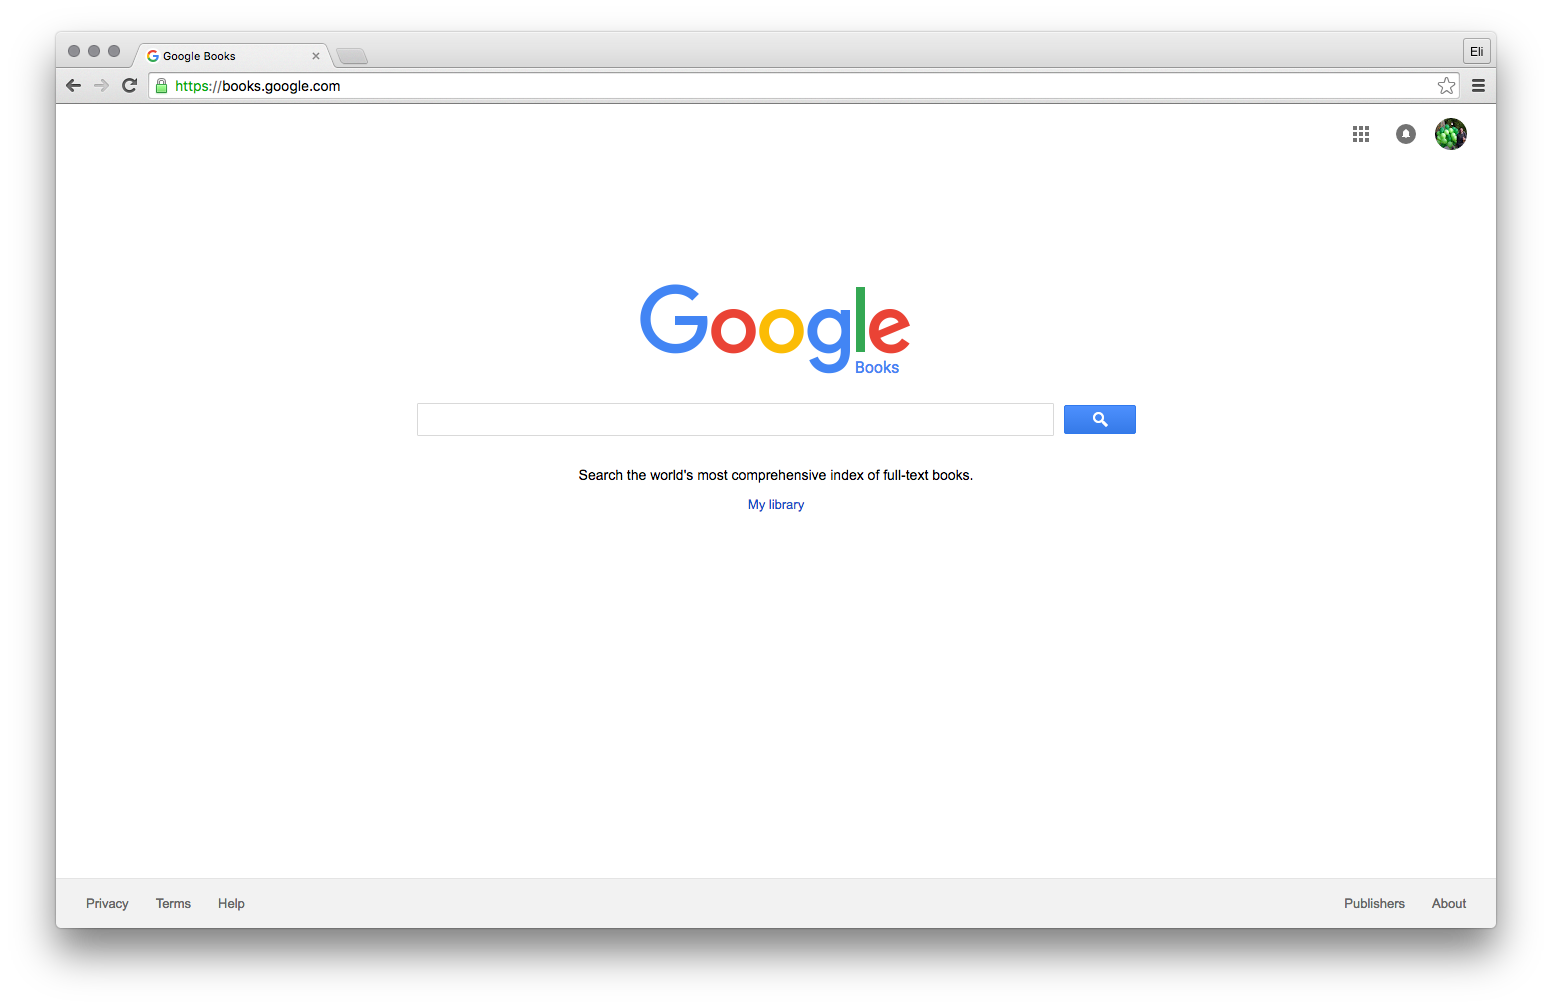 Google Books
Eli
https://books.google.com
Google
Books
Search the world's most comprehensive index of full-text books.
My library
Privacy Terms Help Publishers About